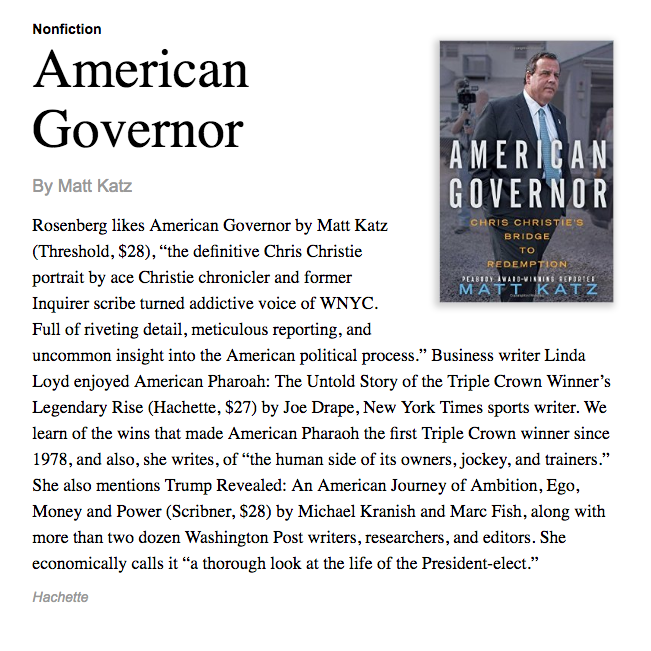 Nonfiction
American
Governor
By Matt Katz
Rosenberg likes American Governor by Matt Katz
(Threshold, $28), “the definitive Chris Christie
portrait by ace Christie chronicler and former
Inquirer scribe turned addictive voice of WNYC.
Full of riveting detail, meticulous reporting, and
uncommon insight into the American political process.” Business writer Linda
Loyd enjoyed American Pharoah: The Untold Story of the Triple Crown Winner’s
Legendary Rise (Hachette, $27) by Joe Drape, New York Times sports writer. We
learn of the wins that made American Pharaoh the first Triple Crown winner since
1978, and also, she writes, of “the human side of its owners, jockey, and trainers.”
She also mentions Trump Revealed: An American Journey of Ambition, Ego,
Money and Power (Scribner, $28) by Michael Kranish and Marc Fish, along with
more than two dozen Washington Post writers, researchers, and editors. She
economically calls it “a thorough look at the life of the President-elect.”
Hachette
AMERICAN
GOVERNOR
CHRIS CHRISTIE'S
BRIDGE
TO
REDEMPTION
PEABODY AWARD-WINNING REPORTER
MATT KATZ